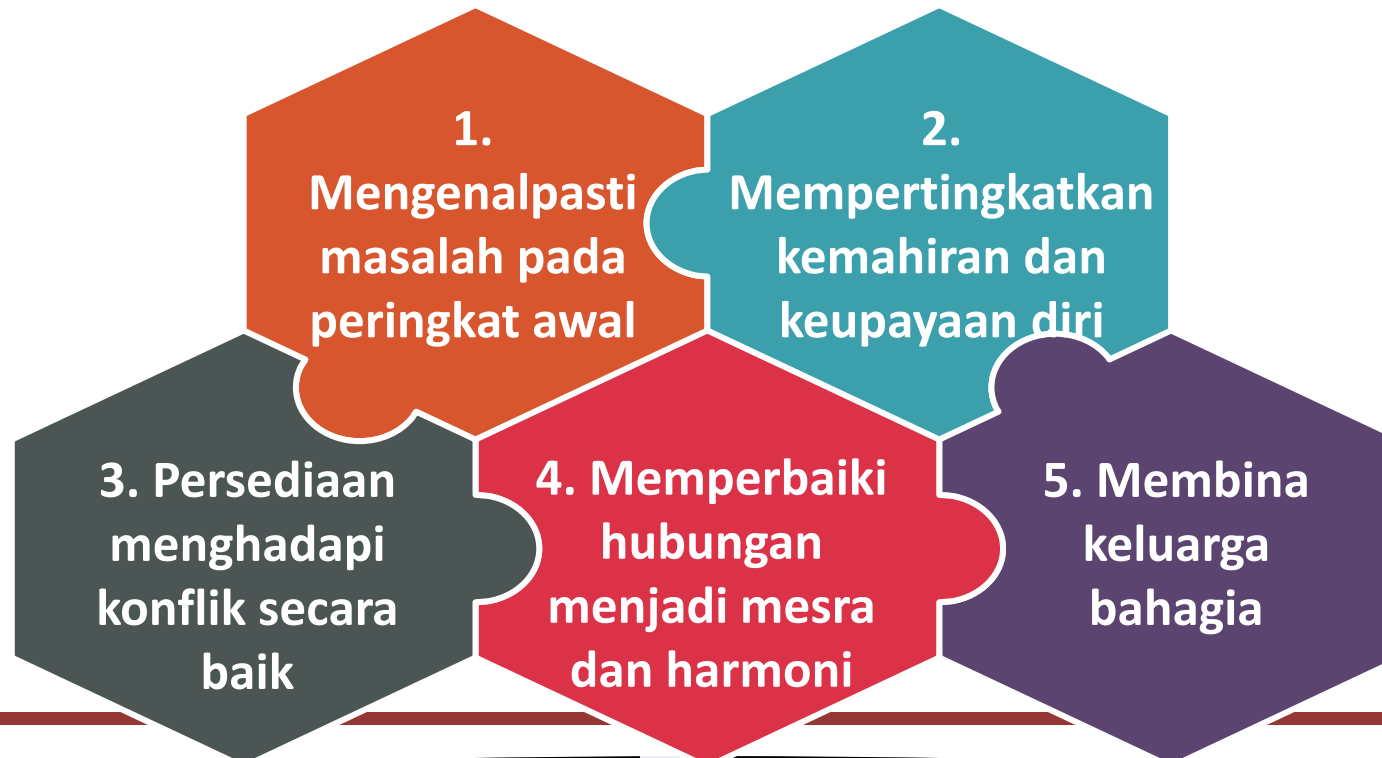 1.
Mengenalpasti
masalah pada
peringkat awal
2.
Mempertingkatkan
kemahiran dan
keupayaan diri
3. Persediaan
menghadapi
konflik secara
baik
4. Memperbaiki
hubungan
menjadi mesra
dan harmoni
5. Membina
keluarga
bahagia